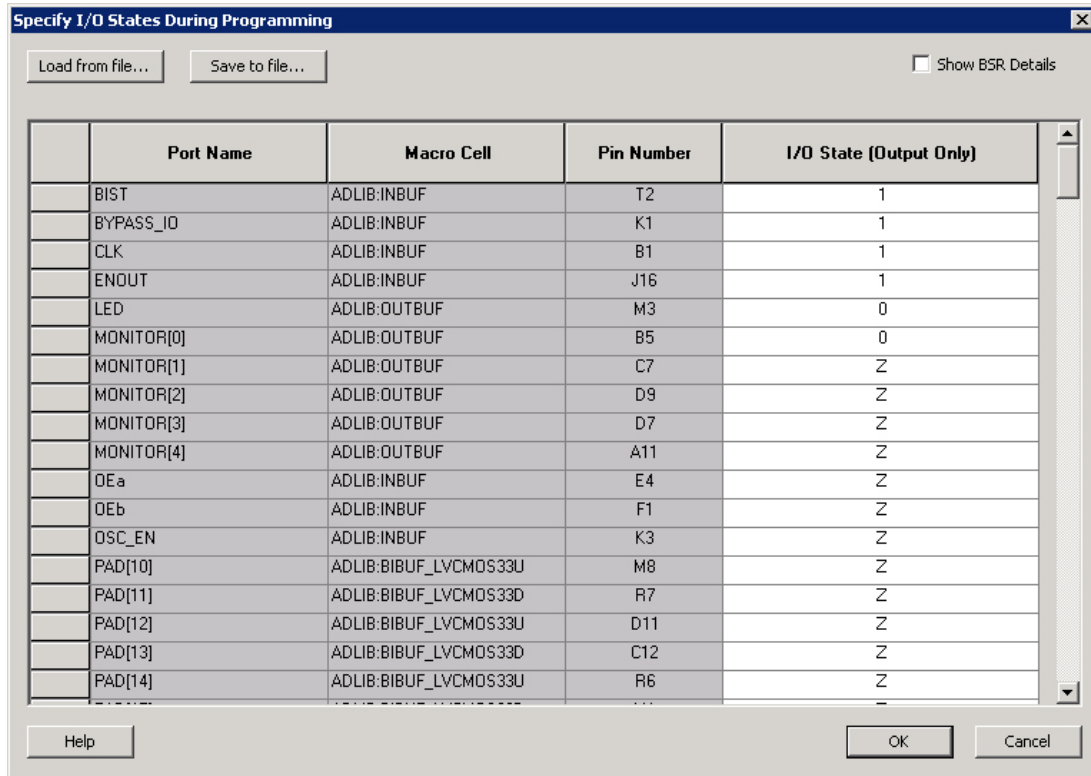 Specify I/O States During Programming
Load from file... Save to file... Show BSR Details
Port Name Macro Cell Pin Number I/O State (Output Only)
BIST ADLIB:INBUF T2 1
BYPASS_IO ADLIB:INBUF K1 1
CLK ADLIB:INBUF B1 1
ENOUT ADLIB:INBUF J16 1
LED ADLIB:OUTBUF M3 0
MONITOR[0] ADLIB:OUTBUF B5 0
MONITOR[1] ADLIB:OUTBUF C7 Z
MONITOR[2] ADLIB:OUTBUF D9 Z
MONITOR[3] ADLIB:OUTBUF D7 Z
MONITOR[4] ADLIB:OUTBUF A11 Z
OEa ADLIB:INBUF E4 Z
OEb ADLIB:INBUF F1 Z
OSC_EN ADLIB:INBUF K3 Z
PAD[10] ADLIB:BIBUF_LVCMOS33U M8 Z
PAD[11] ADLIB:BIBUF_LVCMOS33D R7 Z
PAD[12] ADLIB:BIBUF_LVCMOS33U D11 Z
PAD[13] ADLIB:BIBUF_LVCMOS33D C12 Z
PAD[14] ADLIB:BIBUF_LVCMOS33U R6 Z
Help OK Cancel